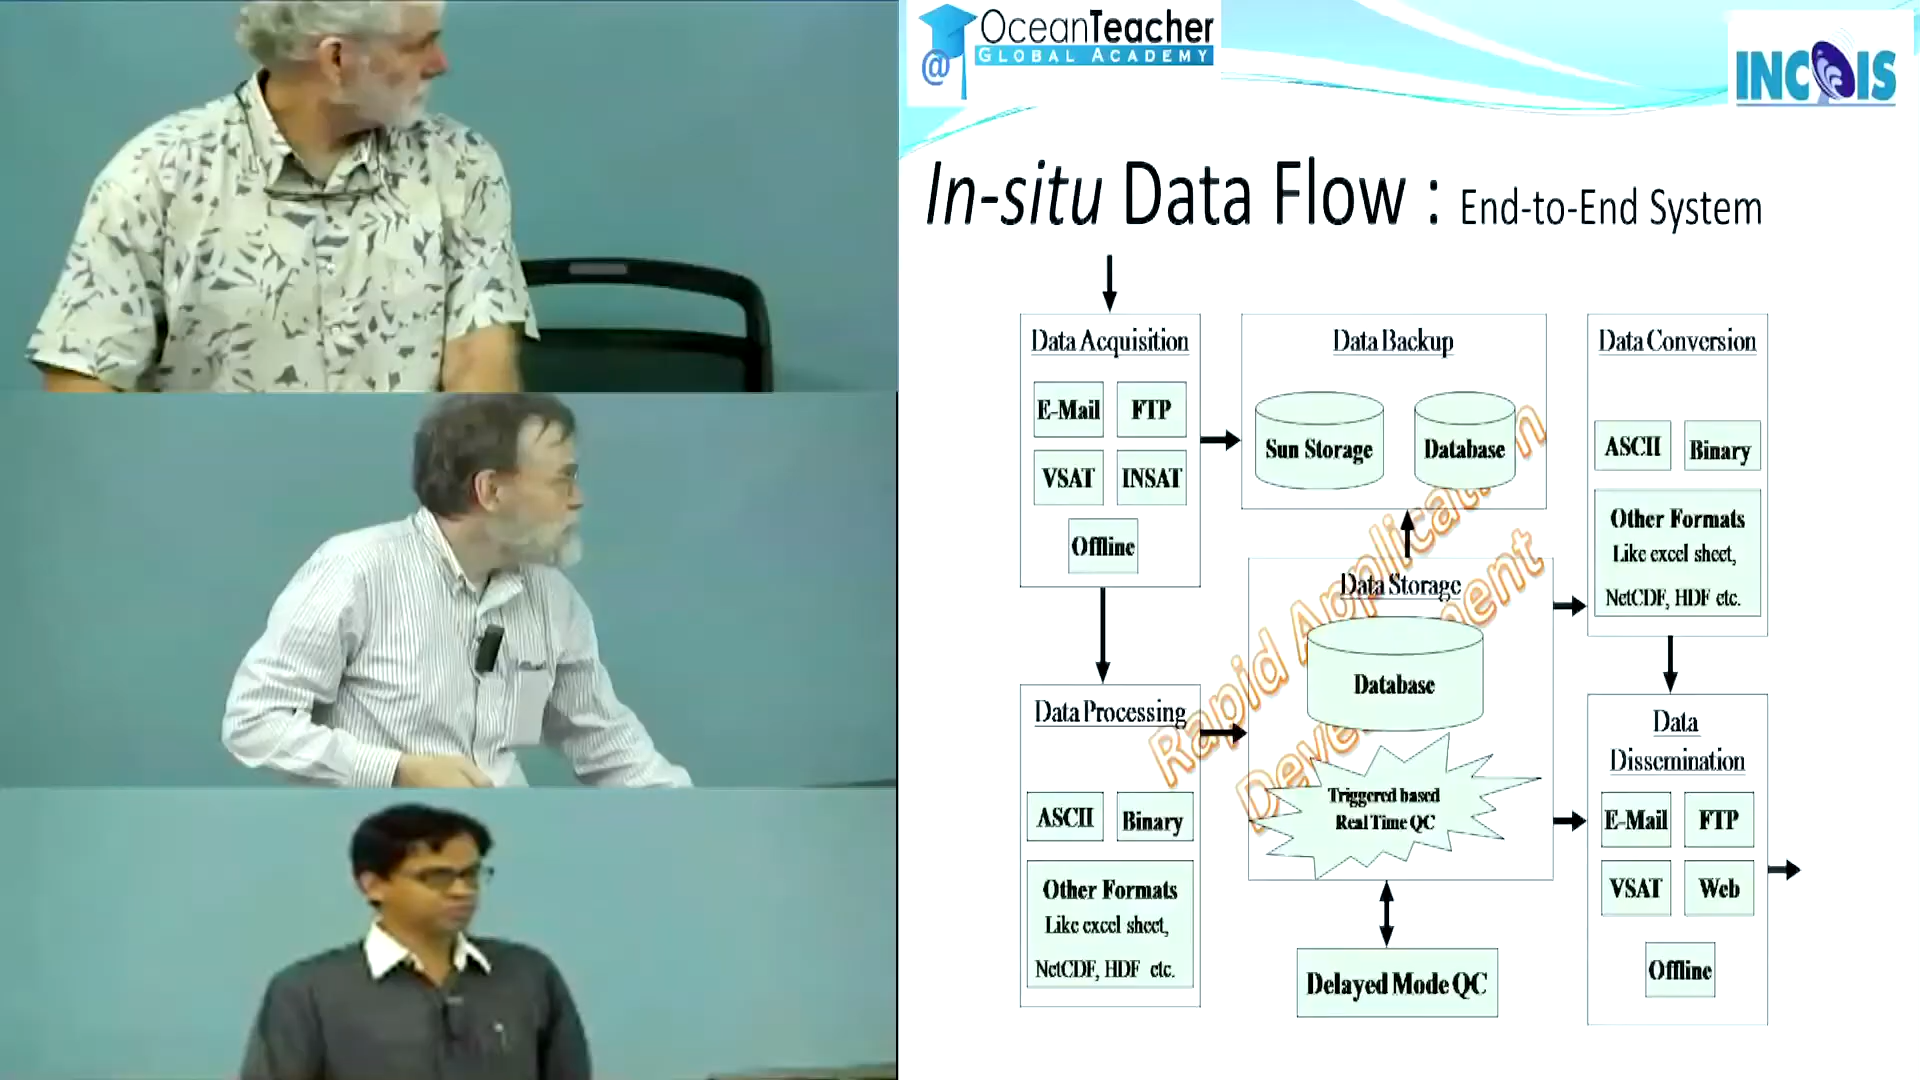 OceanTeacher
GLOBAL ACADEMY
@
INCOIS
In-situ Data Flow : End-to-End System
Data Acquisition
E-Mail FTP
VSAT INSAT
Offline
Data Backup
Sun Storage Database
Data Conversion
ASCII Binary
Other Formats
Like excel sheet,
NetCDF, HDF etc.
Data Storage
Database
Triggered based
Real Time QC
Rapid Application
Development
Data Processing
ASCII Binary
Other Formats
Like excel sheet,
NetCDF, HDF etc.
Delayed Mode QC
Data
Dissemination
E-Mail FTP
VSAT Web
Offline